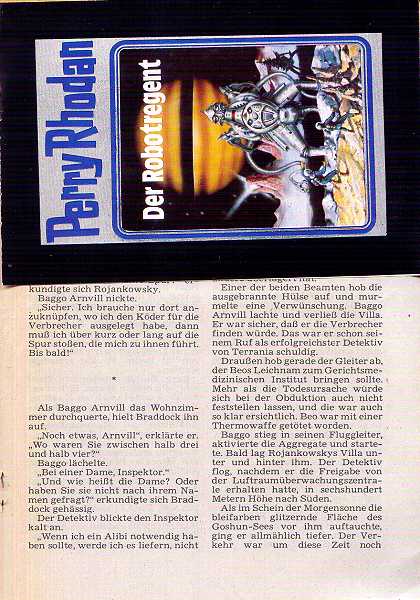 Perry Rhodan
Der Robotregent
kundigte sich Rojankowsky.
Baggo Arnvill nickte.
„Sicher. Ich brauche nur dort an-
zuknüpfen, wo ich den Köder für die
Verbrecher ausgelegt habe, dann
muß ich über kurz oder lang auf die
Spur stoßen, die mich zu ihnen führt.
Bis bald!“
*
Als Baggo Arnvill das Wohnzim-
mer durchquerte, hielt Braddock ihn
auf.
„Noch etwas, Arnvill“, erklärte er.
„Wo waren Sie zwischen halb drei
und halb vier?“
Baggo lächelte.
„Bei einer Dame, Inspektor.“
„Und wie heißt die Dame? Oder
haben Sie sie nicht nach ihrem Na-
men gefragt?“ erkundigte sich Brad-
dock gehässig.
Der Detektiv blickte den Inspektor
kalt an.
„Wenn ich ein Alibi notwendig ha-
ben sollte, werde ich es liefern, nicht
Einer der beiden Beamten hob die
ausgebrannte Hülse auf und mur-
melte eine Verwünschung. Baggo
Arnvill lachte und verließ die Villa.
Er war sicher, daß er die Verbrecher
finden würde. Das war er schon sei-
nem Ruf als erfolgreichster Detektiv
von Terrania schuldig.
Draußen hob gerade der Gleiter ab,
der Beos Leichnam zum Gerichtsme-
dizinischen Institut bringen sollte.
Mehr als die Todesursache würde
sich bei der Obduktion auch nicht
feststellen lassen, und die war auch
so klar ersichtlich. Beo war mit einer
Thermowaffe getötet worden.
Baggo stieg in seinen Fluggleiter,
aktivierte die Aggregate und starte-
te. Bald lag Rojankowskys Villa un-
ter und hinter ihm. Der Detektiv
flog, nachdem er die Freigabe von
der Luftraumüberwachungszentra-
le erhalten hatte, in sechshundert
Metern Höhe nach Süden.
Als im Schein der Morgensonne die
bleifarben glitzernde Fläche des
Goshun-Sees vor ihm auftauchte,
ging er allmählich tiefer. Der Ver-
kehr war um diese Zeit noch